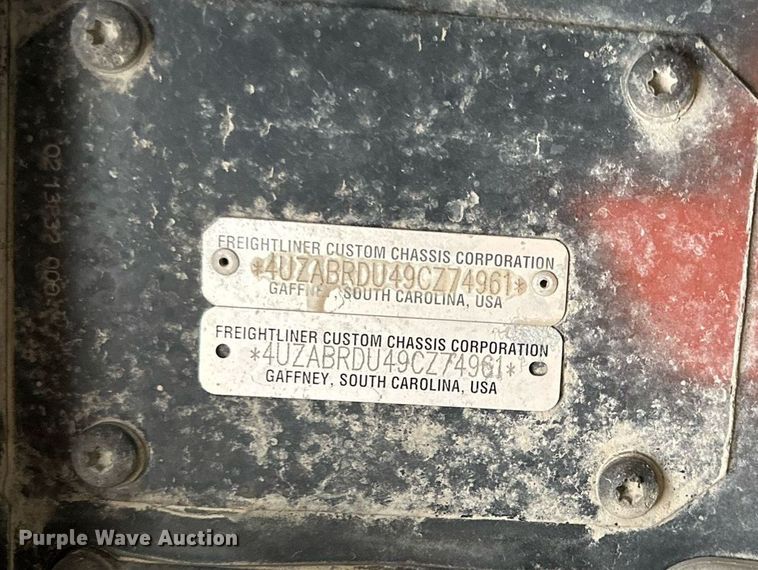 FREIGHTLINER CUSTOM CHASSIS CORPORATION
*4UZABRDU49CZ74961*
GAFFNEY, SOUTH CAROLINA, USA
FREIGHTLINER CUSTOM CHASSIS CORPORATION
*4UZABRDU49CZ74961*
GAFFNEY, SOUTH CAROLINA, USA
Purple Wave Auction